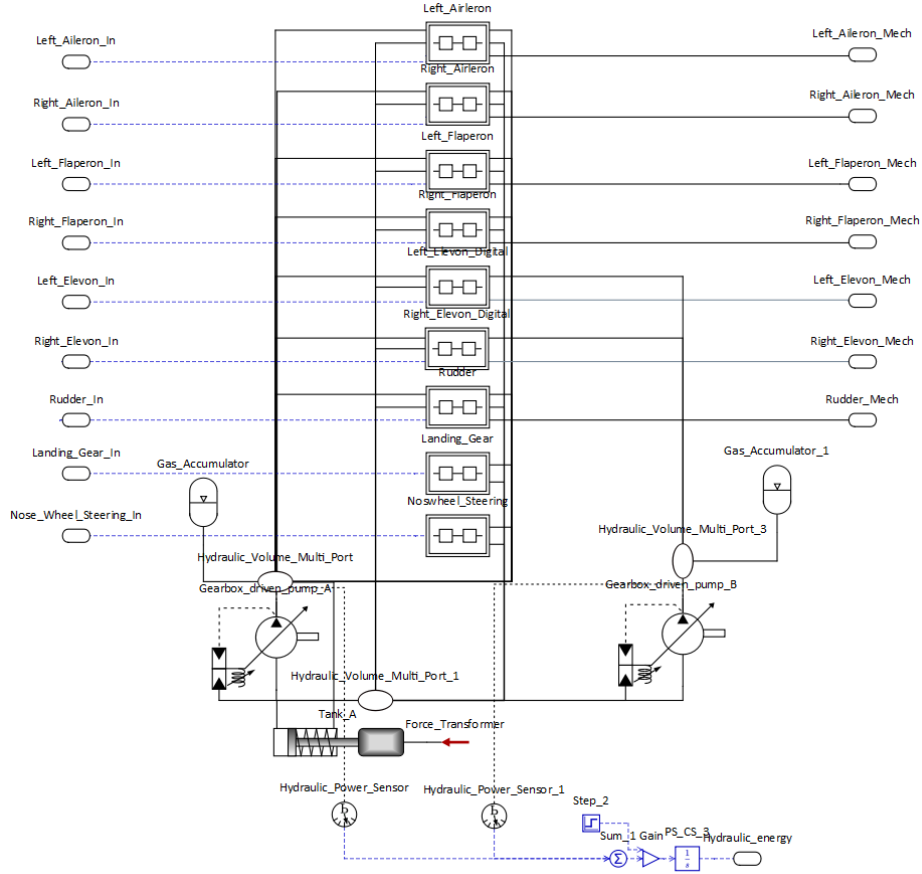 Left_Airleron
Left_Aileron_In
Left_Aileron_Mech
Right_Airleron
Right_Aileron_In
Right_Aileron_Mech
Left_Flaperon
Left_Flaperon_In
Left_Flaperon_Mech
Right_Flaperon
Right_Flaperon_In
Right_Flaperon_Mech
Left_Elevon_Digital
Left_Elevon_In
Left_Elevon_Mech
Right_Elevon_Digital
Right_Elevon_In
Right_Elevon_Mech
Rudder
Rudder_In
Rudder_Mech
Landing_Gear
Landing_Gear_In
Gas_Accumulator
Gas_Accumulator_1
Noswheel_Steering
Nose_Wheel_Steering_In
Hydraulic_Volume_Multi_Port_3
Hydraulic_Volume_Multi_Port
Gearbox_driven_pump_A
Gearbox_driven_pump_B
Hydraulic_Volume_Multi_Port_1
Tank_A
Force_Transformer
Hydraulic_Power_Sensor
Hydraulic_Power_Sensor_1
Step_2
Sum_1 Gain PS_CS_3 Hydraulic_energy
Σ
1
s